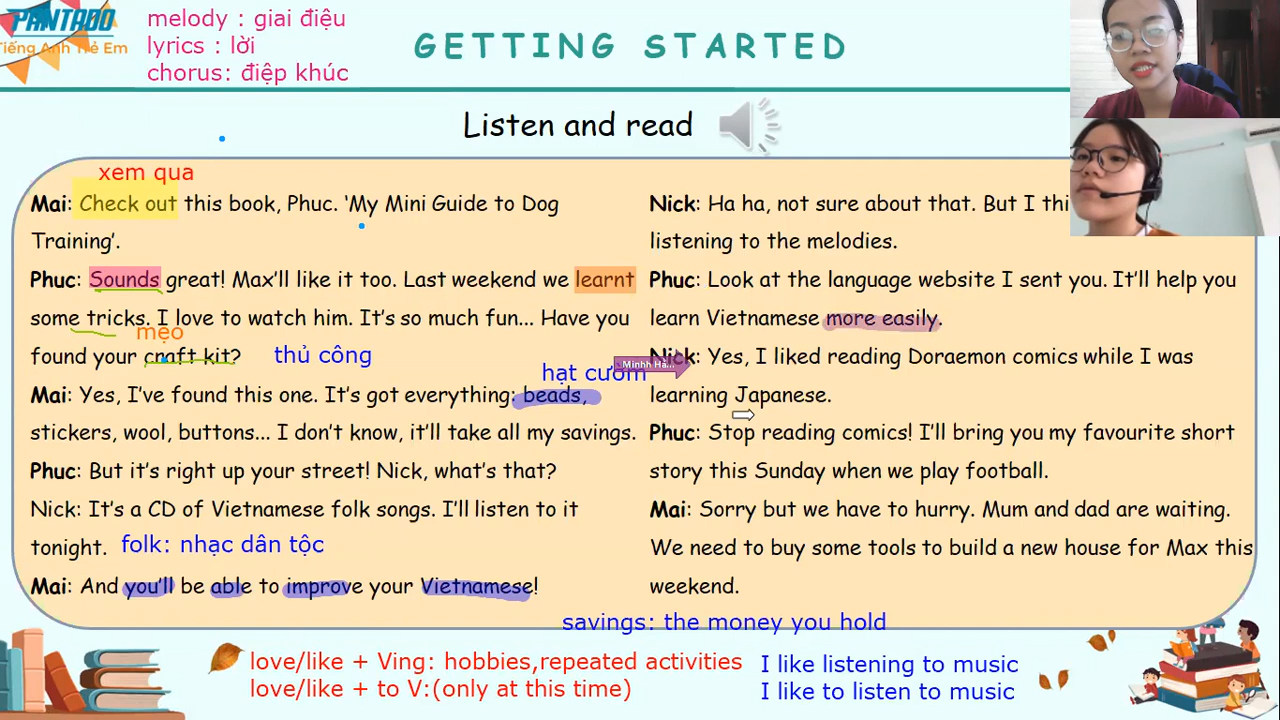 PANTADO
Tiếng Anh Trẻ Em
melody : giai điệu
lyrics : lời
chorus: điệp khúc
GETTING STARTED
Listen and read
xem qua
Mai: Check out this book, Phuc. ‘My Mini Guide to Dog
Training’.
Phuc: Sounds great! Max’ll like it too. Last weekend we learnt
some tricks. I love to watch him. It’s so much fun... Have you
mẹo
found your craft kit?
thủ công
hạt cườm
Mai: Yes, I’ve found this one. It’s got everything: beads,
stickers, wool, buttons... I don’t know, it’ll take all my savings.
Phuc: But it’s right up your street! Nick, what’s that?
Nick: It’s a CD of Vietnamese folk songs. I’ll listen to it
tonight.
folk: nhạc dân tộc
Mai: And you’ll be able to improve your Vietnamese!
Nick: Ha ha, not sure about that. But I
listening to the melodies.
Phuc: Look at the language website I sent you. It’ll help you
learn Vietnamese more easily.
Minhh Hà...
Nick: Yes, I liked reading Doraemon comics while I was
learning Japanese.
Phuc: Stop reading comics! I’ll bring you my favourite short
story this Sunday when we play football.
Mai: Sorry but we have to hurry. Mum and dad are waiting.
We need to buy some tools to build a new house for Max this
weekend.
savings: the money you hold
love/like + Ving: hobbies,repeated activities
love/like + to V:(only at this time)
I like listening to music
I like to listen to music